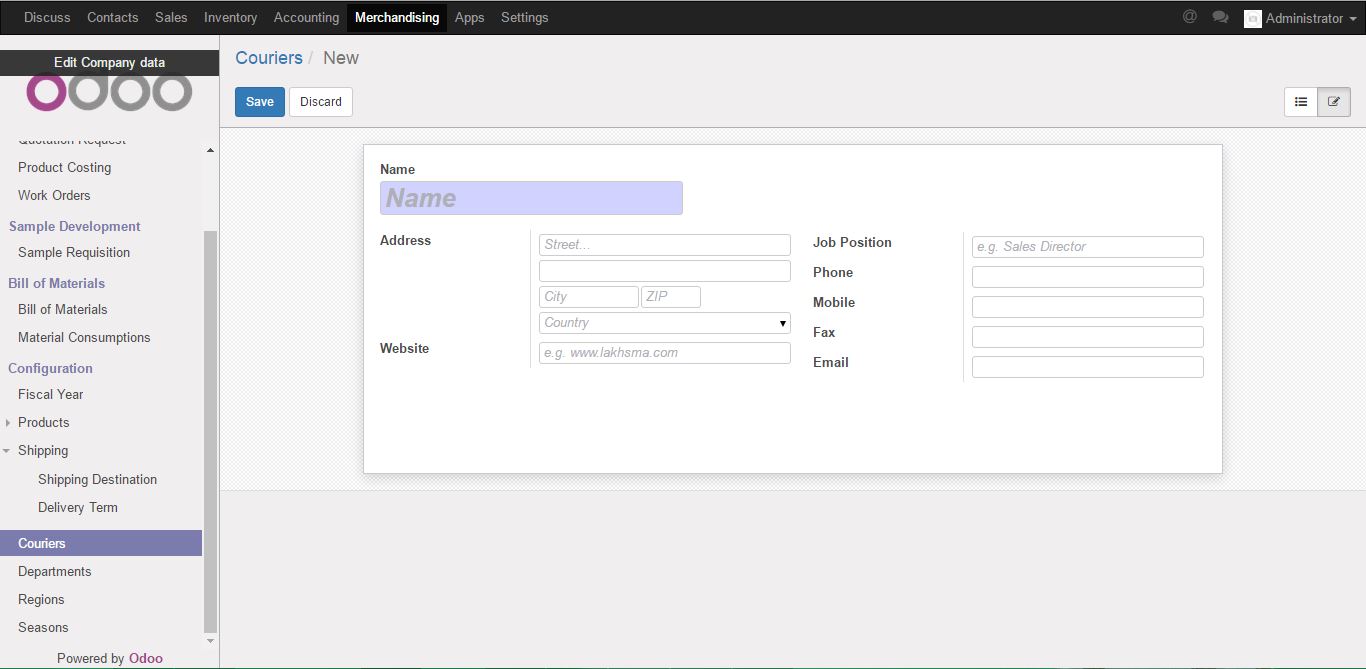 Discuss Contacts Sales Inventory Accounting Merchandising Apps Settings @ Administrator
Edit Company data
odoo
Quotation Request
Product Costing
Work Orders
Sample Development
Sample Requisition
Bill of Materials
Bill of Materials
Material Consumptions
Configuration
Fiscal Year
Products
Shipping
Shipping Destination
Delivery Term
Couriers
Departments
Regions
Seasons
Powered by Odoo
Couriers / New
Save Discard
Name
Name
Address
Street...
City ZIP
Country
Website e.g. www.lakhsma.com
Job Position e.g. Sales Director
Phone
Mobile
Fax
Email